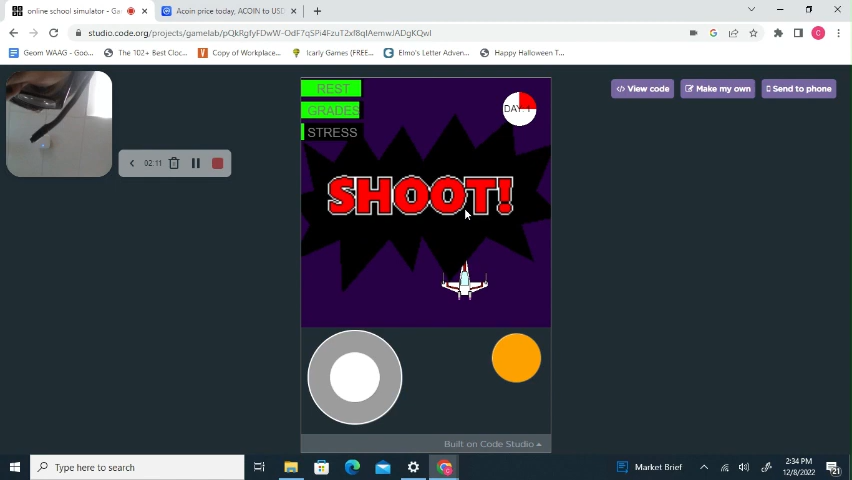 online school simulator - Ga
Acoin price today, ACOIN to USD
studio.code.org/projects/gamelab/pQkRgfyFDwW-OdF7qSPi4FzuT2xf8qIAemwJADgKQwI
Geom WAAG - Goo...
The 102+ Best Cloc...
Copy of Workplace...
Icarly Games (FREE...
Elmo's Letter Adven...
Happy Halloween T...
C
REST
GRADES
STRESS
DAY: 1
</> View code
Make my own
Send to phone
02:11
SHOOT!
Built on Code Studio
Type here to search
Market Brief
2:34 PM
12/8/2022
21